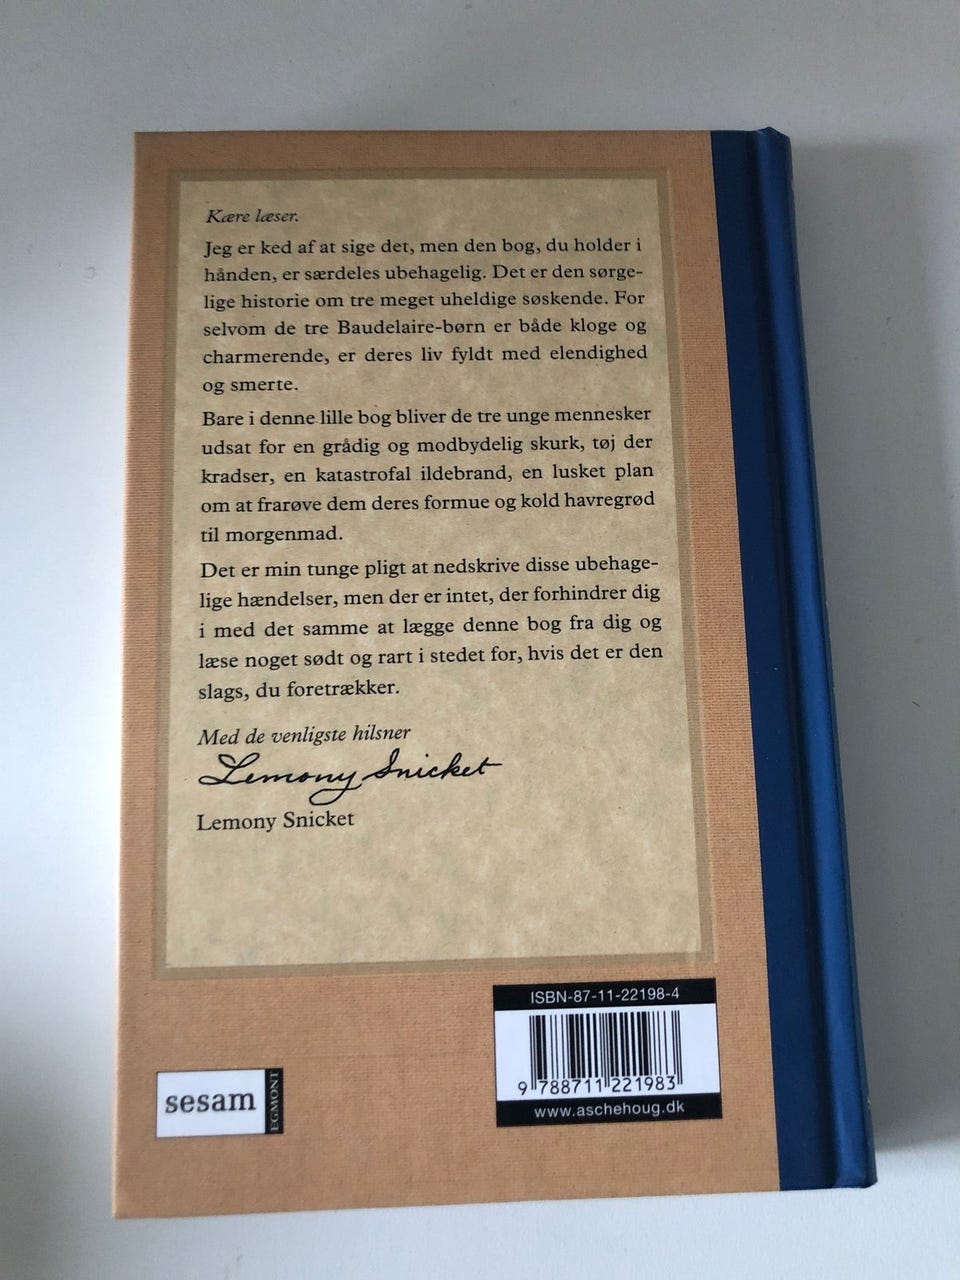 Kære læser.
Jeg er ked af at sige det, men den bog, du holder i
hånden, er særdeles ubehagelig. Det er den sørge-
lige historie om tre meget uheldige søskende. For
selvom de tre Baudelaire-børn er både kloge og
charmerende, er deres liv fyldt med elendighed
og smerte.
Bare i denne lille bog bliver de tre unge mennesker
udsat for en grådig og modbydelig skurk, tøj der
kradser, en katastrofal ildebrand, en lusket plan
om at frarøve dem deres formue og kold havregrød
til morgenmad.
Det er min tunge pligt at nedskrive disse ubehage-
lige hændelser, men der er intet, der forhindrer dig
i med det samme at lægge denne bog fra dig og
læse noget sødt og rart i stedet for, hvis det er den
slags, du foretrækker.
Med de venligste hilsner
Lemony Snicket
Lemony Snicket
ISBN-87-11-22198-4
9 788711 221983
www.aschehoug.dk
sesam
EGMONT